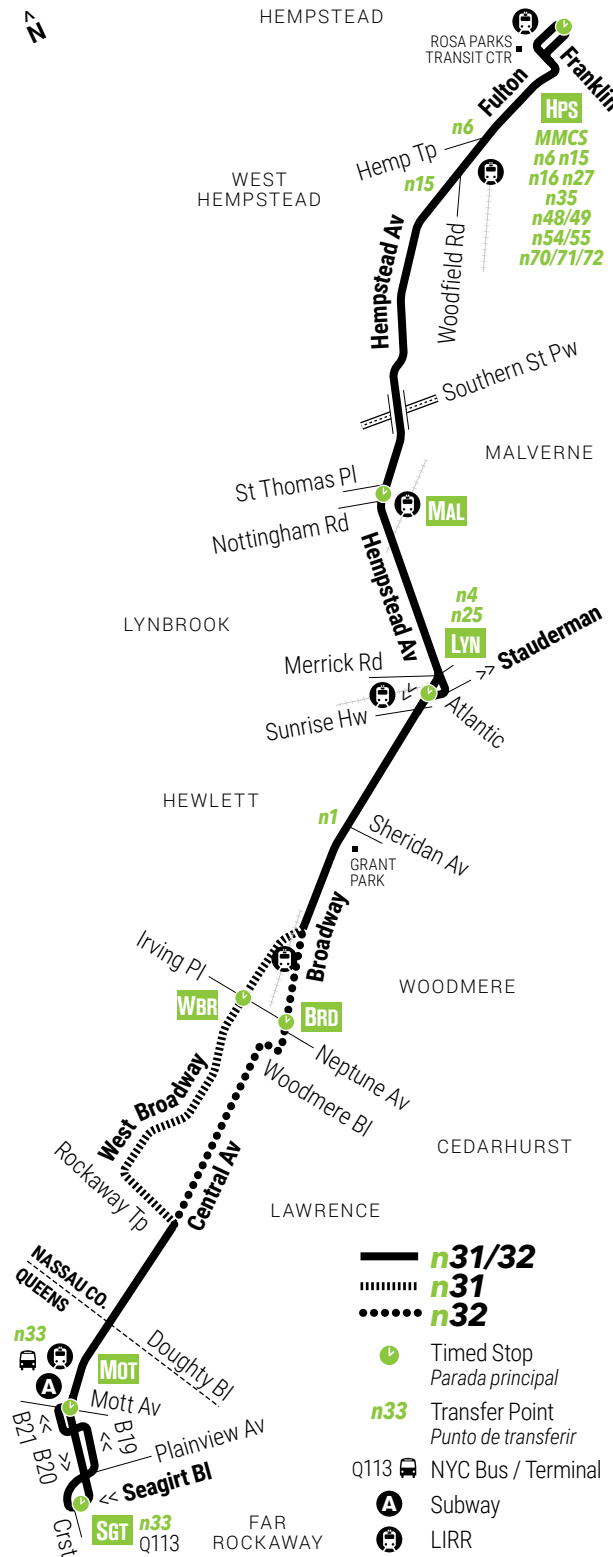 N
HEMPSTEAD
ROSA PARKS
TRANSIT CTR
Franklin
Fulton
HPS
MMCS
n6 n15
n16 n27
n35
n48/49
n54/55
n70/71/72
n6
Hemp Tp
n15
WEST
HEMPSTEAD
Hempstead Av
Woodfield Rd
Southern St Pw
MALVERNE
St Thomas Pl
MAL
Nottingham Rd
Hempstead Av
n4
n25
LYN
LYNBROOK
>> Stauderman
Merrick Rd
<<
Atlantic
Sunrise Hw
HEWLETT
n1
Sheridan Av
GRANT
PARK
Broadway
Irving Pl
WOODMERE
WBR
BRD
Neptune Av
Woodmere Bl
West Broadway
CEDARHURST
Rockaway Tp
Central Av
LAWRENCE
NASSAU CO.
QUEENS
Doughty Bl
n33
MOT
A
Mott Av
B21
<<
B20
>>
B19
<<
Plainview Av
<< Seagirt Bl
Crst
SGT
n33
Q113
FAR
ROCKAWAY
n31/32
n31
n32
Timed Stop
Parada principal
n33 Transfer Point
Punto de transferir
Q113 NYC Bus / Terminal
A Subway
LIRR